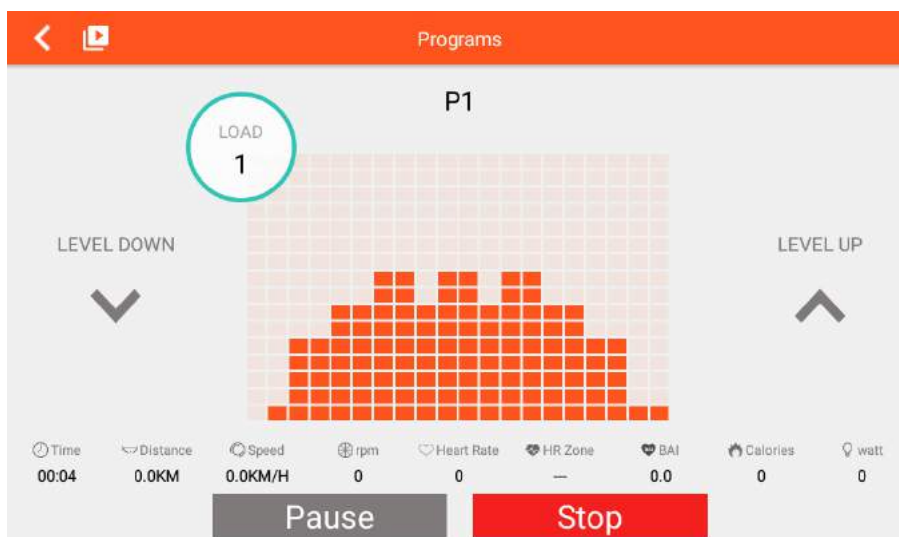 Programs
P1
LOAD
1
LEVEL DOWN
LEVEL UP
Time Distance Speed rpm Heart Rate HR Zone BAI Calories watt
00:04 0.0KM 0.0KM/H 0 0 --- 0.0 0 0
Pause Stop